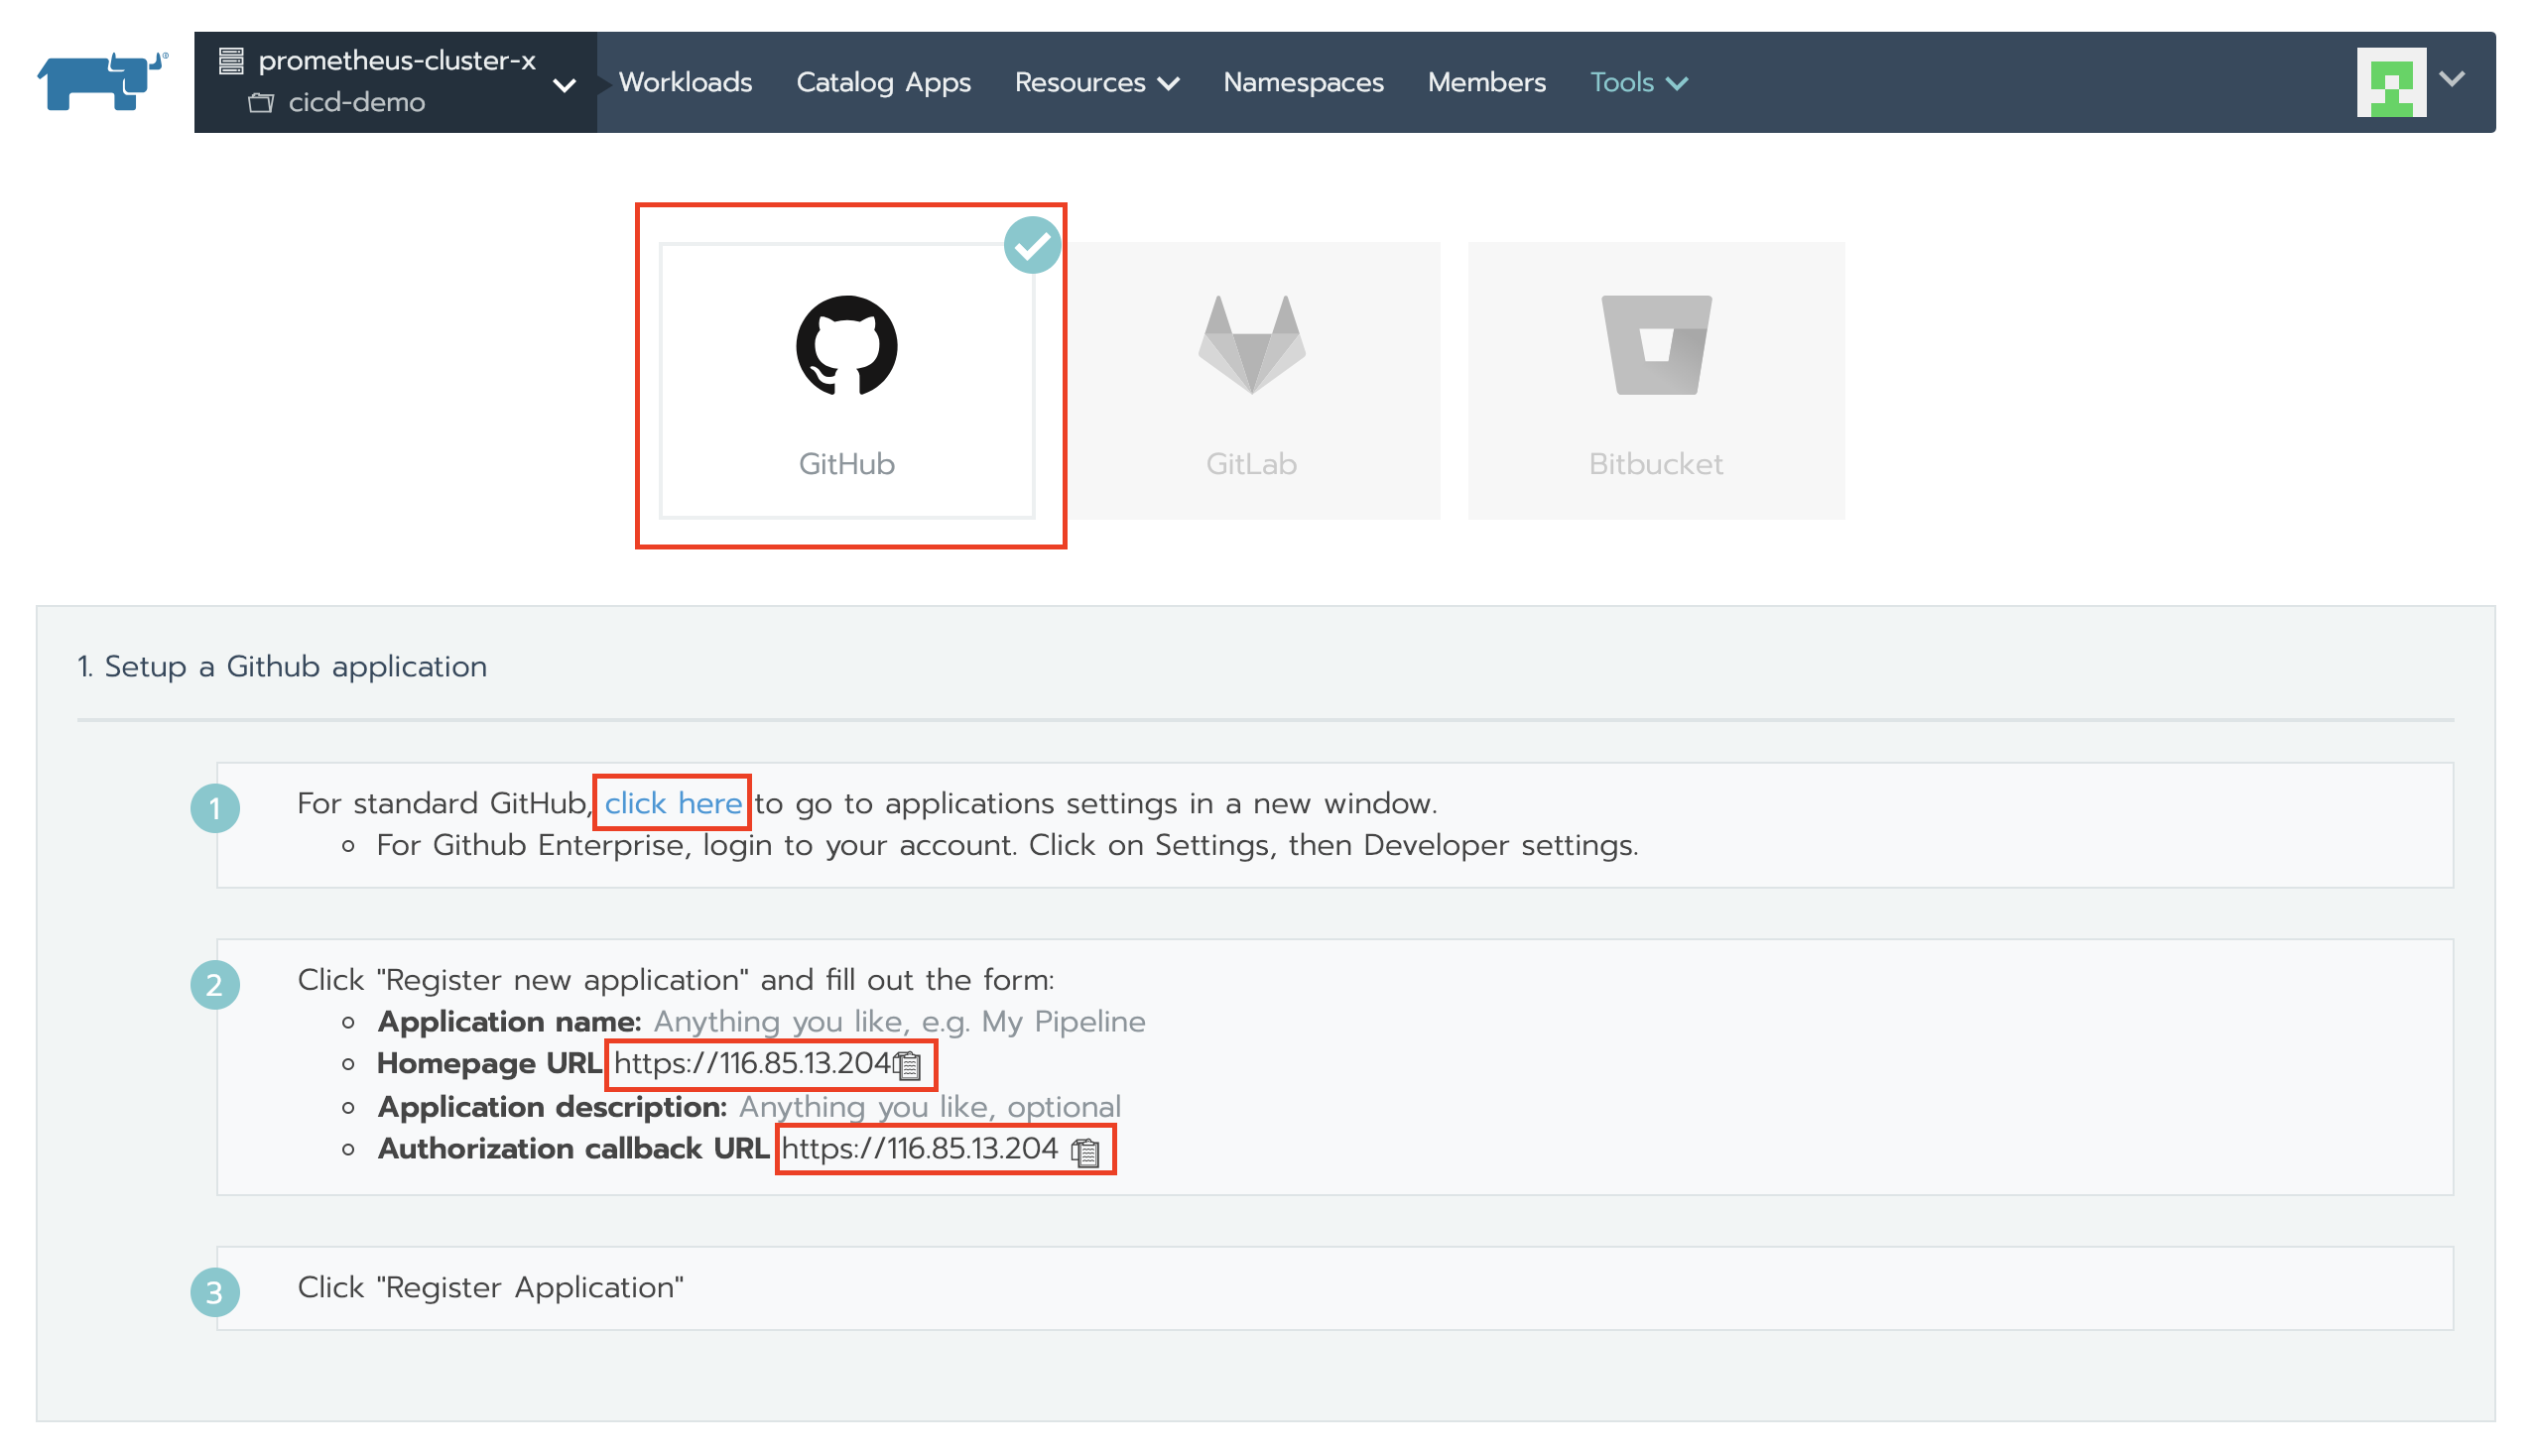 prometheus-cluster-x
cicd-demo
Workloads Catalog Apps Resources Namespaces Members Tools
GitHub GitLab Bitbucket
1. Setup a Github application
1 For standard GitHub, click here to go to applications settings in a new window.
For Github Enterprise, login to your account. Click on Settings, then Developer settings.
2 Click "Register new application" and fill out the form:
Application name: Anything you like, e.g. My Pipeline
Homepage URL https://116.85.13.204
Application description: Anything you like, optional
Authorization callback URL https://116.85.13.204
3 Click "Register Application"